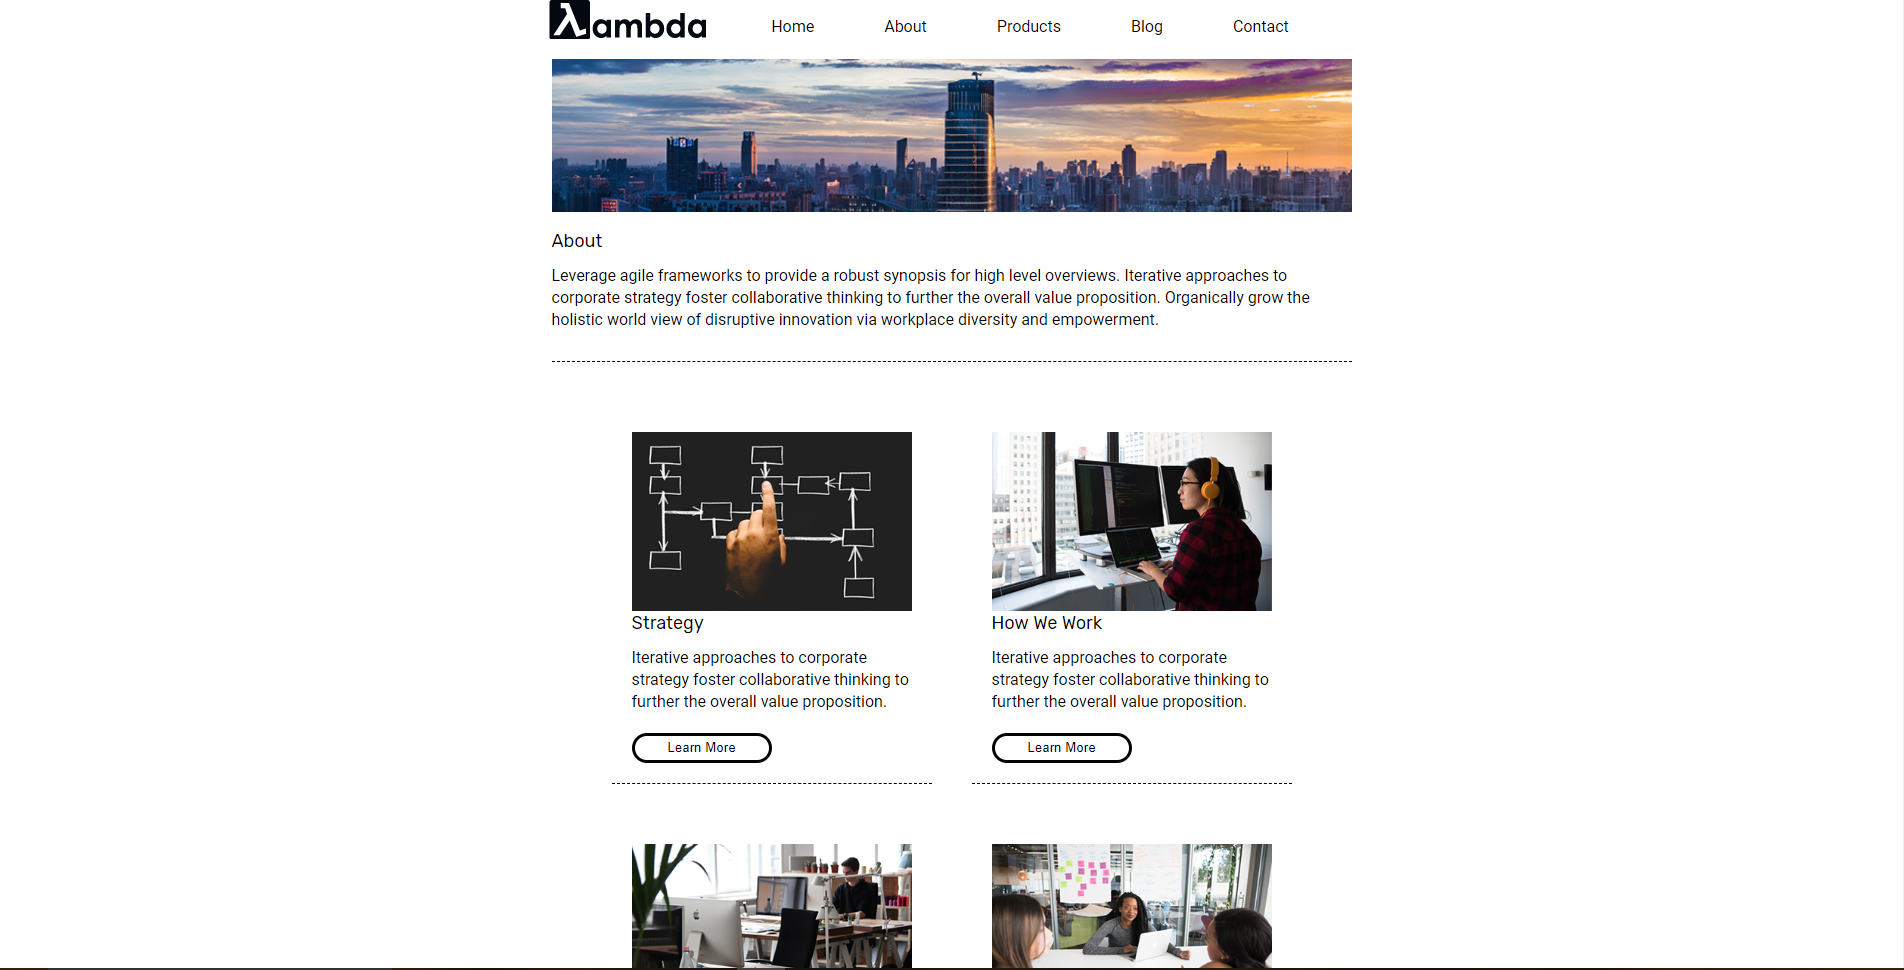 λambda
Home About Products Blog Contact
About
Leverage agile frameworks to provide a robust synopsis for high level overviews. Iterative approaches to
corporate strategy foster collaborative thinking to further the overall value proposition. Organically grow the
holistic world view of disruptive innovation via workplace diversity and empowerment.
Strategy
Iterative approaches to corporate
strategy foster collaborative thinking to
further the overall value proposition.
Learn More
How We Work
Iterative approaches to corporate
strategy foster collaborative thinking to
further the overall value proposition.
Learn More